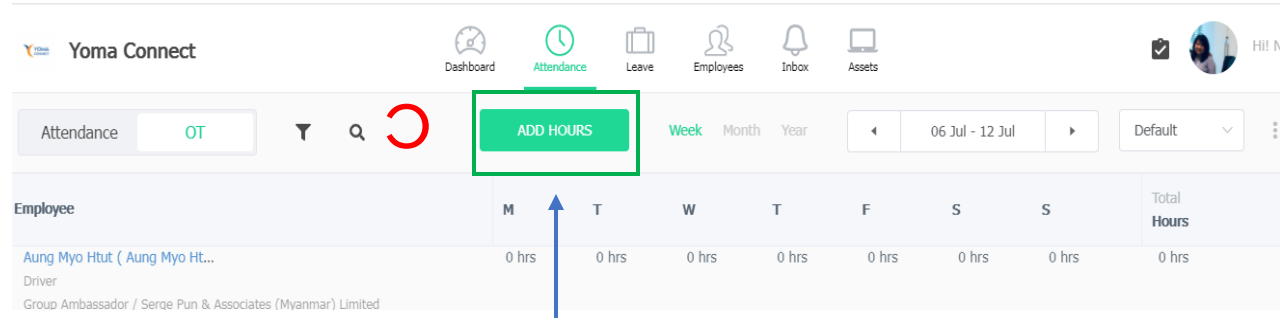 Yoma Connect
Dashboard Attendance Leave Employees Inbox Assets
Hi!
Attendance OT ADD HOURS Week Month Year 06 Jul - 12 Jul Default
Employee M T W T F S S Total
Hours
Aung Myo Htut ( Aung Myo Ht... 0 hrs 0 hrs 0 hrs 0 hrs 0 hrs 0 hrs 0 hrs 0 hrs
Driver
Group Ambassador / Serge Pun & Associates (Myanmar) Limited